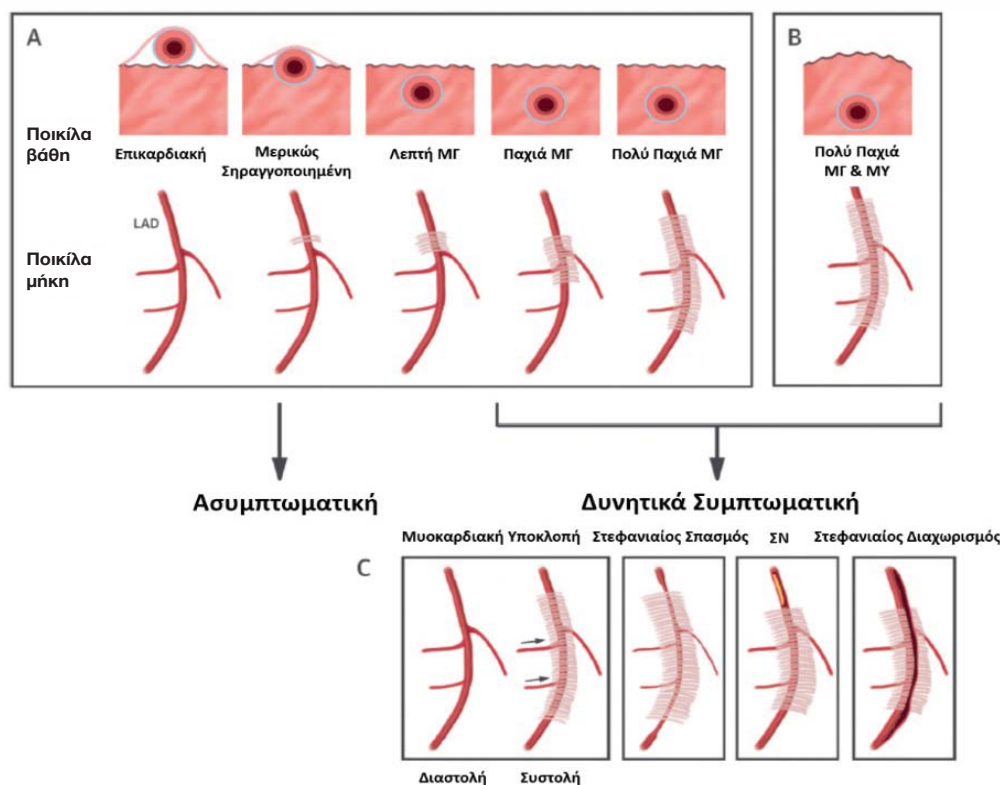 A
B
Ποικίλα
βάθη
Επικαρδιακή
Μερικώς
Σηραγγοποιημένη
Λεπτή ΜΓ
Παχιά ΜΓ
Πολύ Παχιά ΜΓ
Πολύ Παχιά
ΜΓ & ΜΥ
LAD
Ποικίλα
μήκη
Ασυμπτωματική
Δυνητικά Συμπτωματική
Μυοκαρδιακή Υποκλοπή
Στεφανιαίος Σπασμός
ΣΝ
Στεφανιαίος Διαχωρισμός
C
Διαστολή
Συστολή